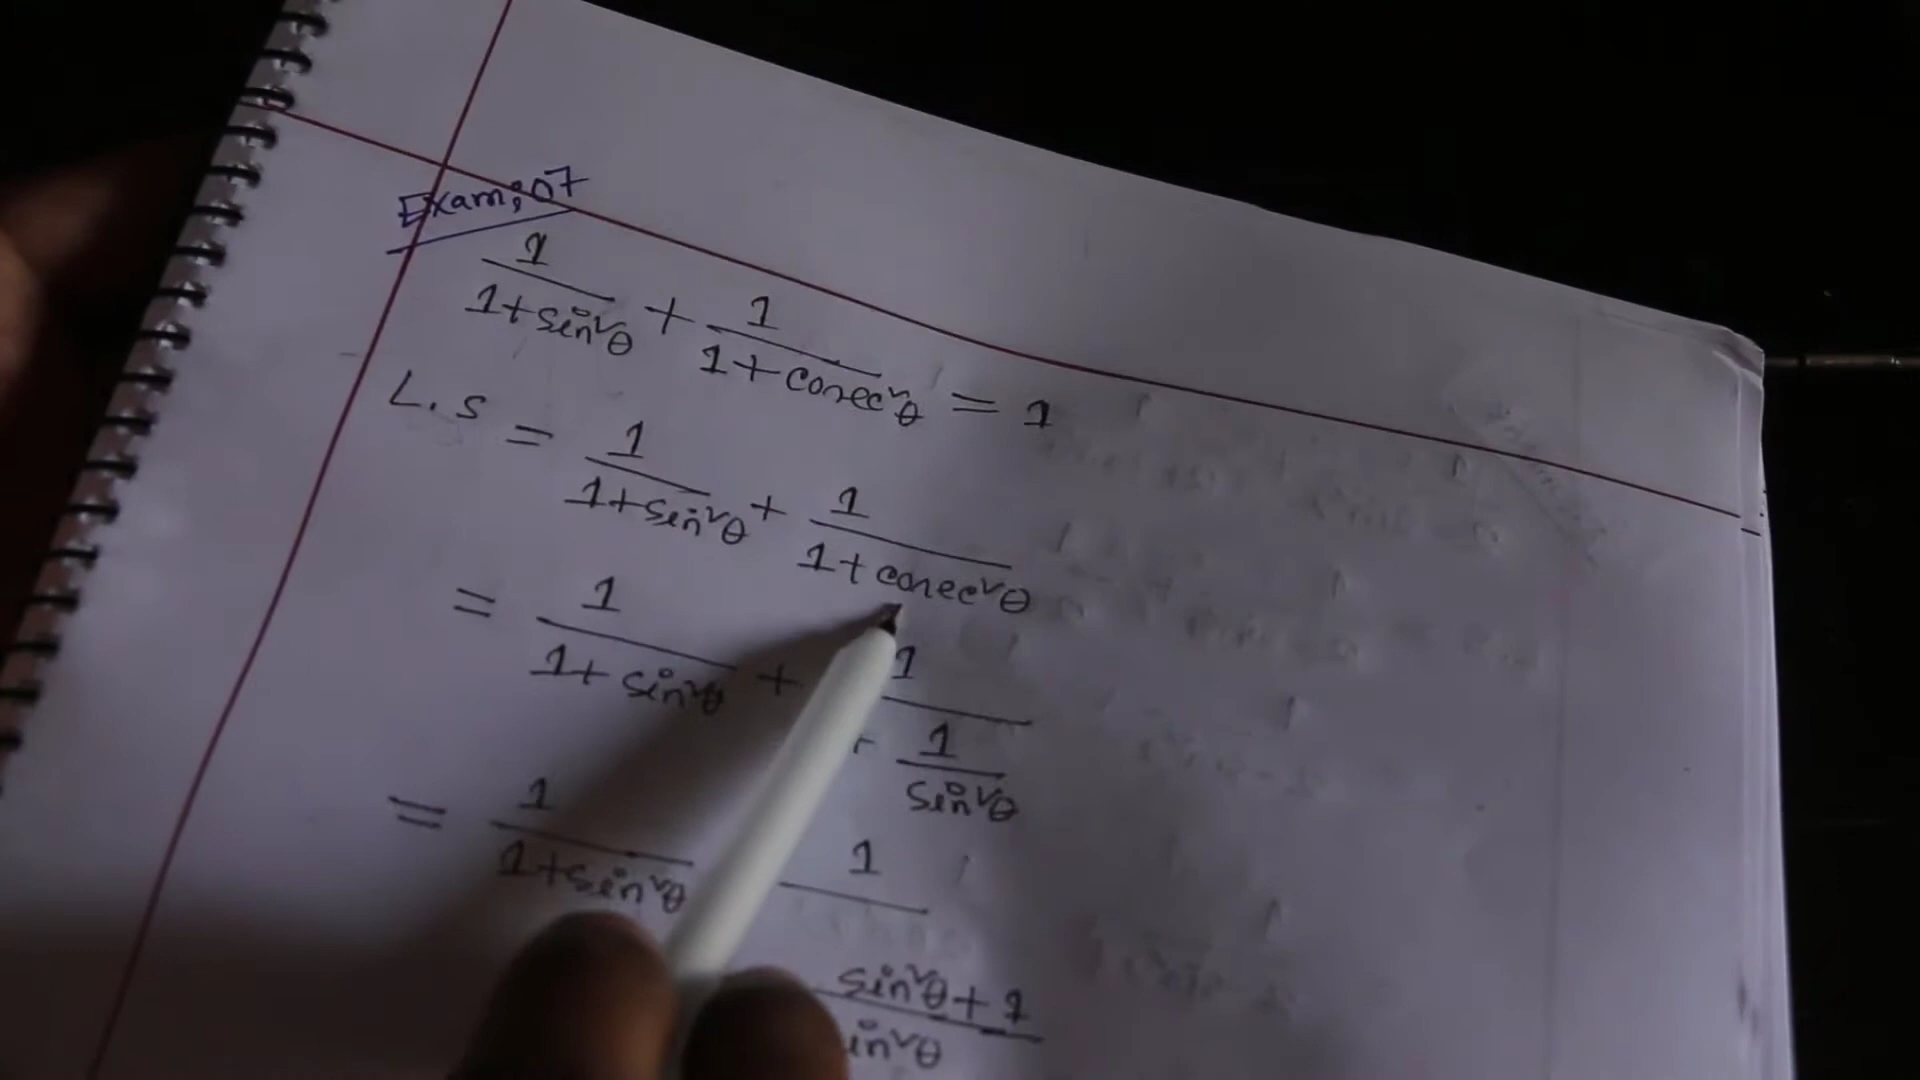 Exam; 07
1/(1+sin²θ) + 1/(1+cosec²θ) = 1
L.S = 1/(1+sin²θ) + 1/(1+cosec²θ)
= 1/(1+sin²θ) + 1/(+ 1/sin²θ)
= 1/(1+sin²θ) 1/((sin²θ+1)/sin²θ)